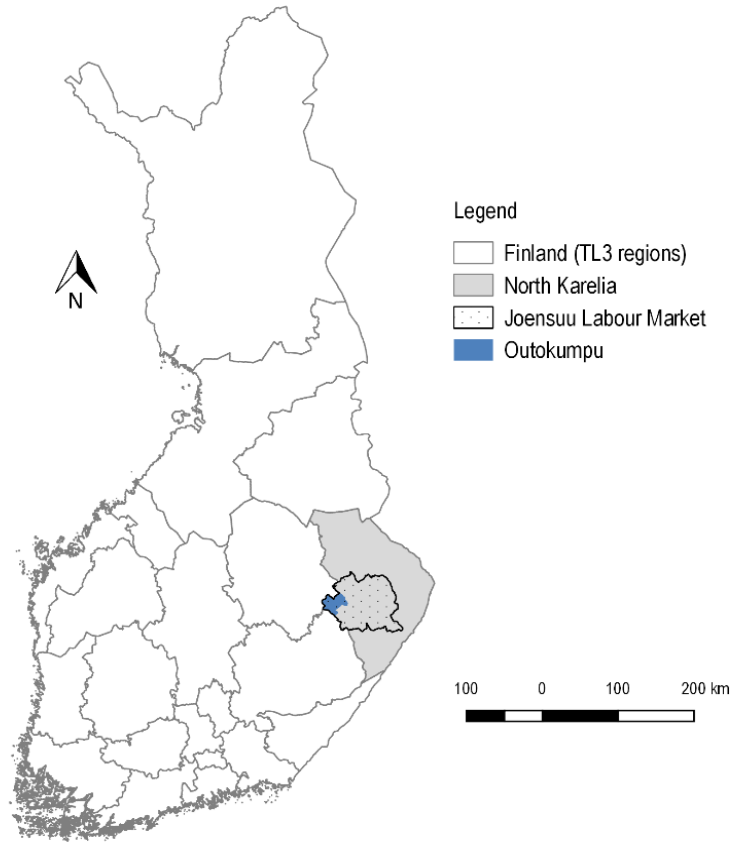 Legend
Finland (TL3 regions)
North Karelia
Joensuu Labour Market
Outokumpu
N
100 0 100 200 km